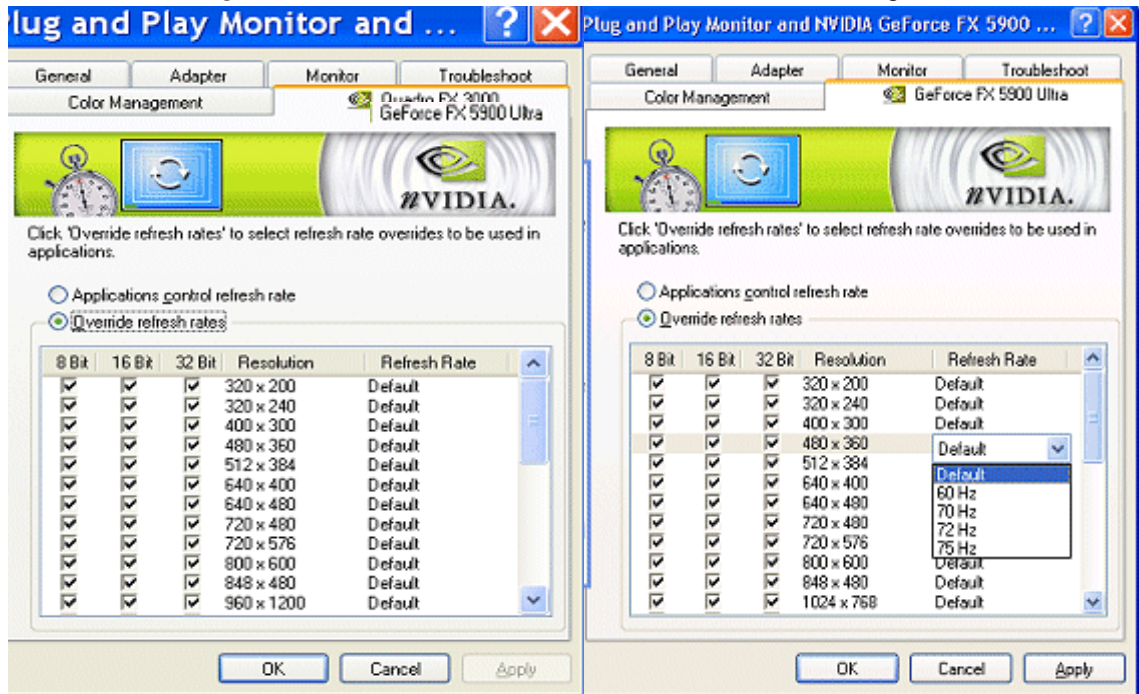 lug and Play Monitor and ...
General Adapter Monitor Troubleshoot
Color Management
Quadro FX 3000
GeForce FX 5900 Ultra
nVIDIA.
Click 'Override refresh rates' to select refresh rate overrides to be used in
applications.
Applications control refresh rate
Override refresh rates
8 Bit 16 Bit 32 Bit Resolution Refresh Rate
320 x 200 Default
320 x 240 Default
400 x 300 Default
480 x 360 Default
512 x 384 Default
640 x 400 Default
640 x 480 Default
720 x 480 Default
720 x 576 Default
800 x 600 Default
848 x 480 Default
960 x 1200 Default
OK Cancel Apply
Plug and Play Monitor and NVIDIA GeForce FX 5900 ...
General Adapter Monitor Troubleshoot
Color Management GeForce FX 5900 Ultra
nVIDIA.
Click 'Override refresh rates' to select refresh rate overrides to be used in
applications.
Applications control refresh rate
Override refresh rates
8 Bit 16 Bit 32 Bit Resolution Refresh Rate
320 x 200 Default
320 x 240 Default
400 x 300 Default
480 x 360 Default
512 x 384 Default
640 x 400 60 Hz
640 x 480 70 Hz
720 x 480 72 Hz
720 x 576 75 Hz
800 x 600 Default
848 x 480 Default
1024 x 768 Default
OK Cancel Apply